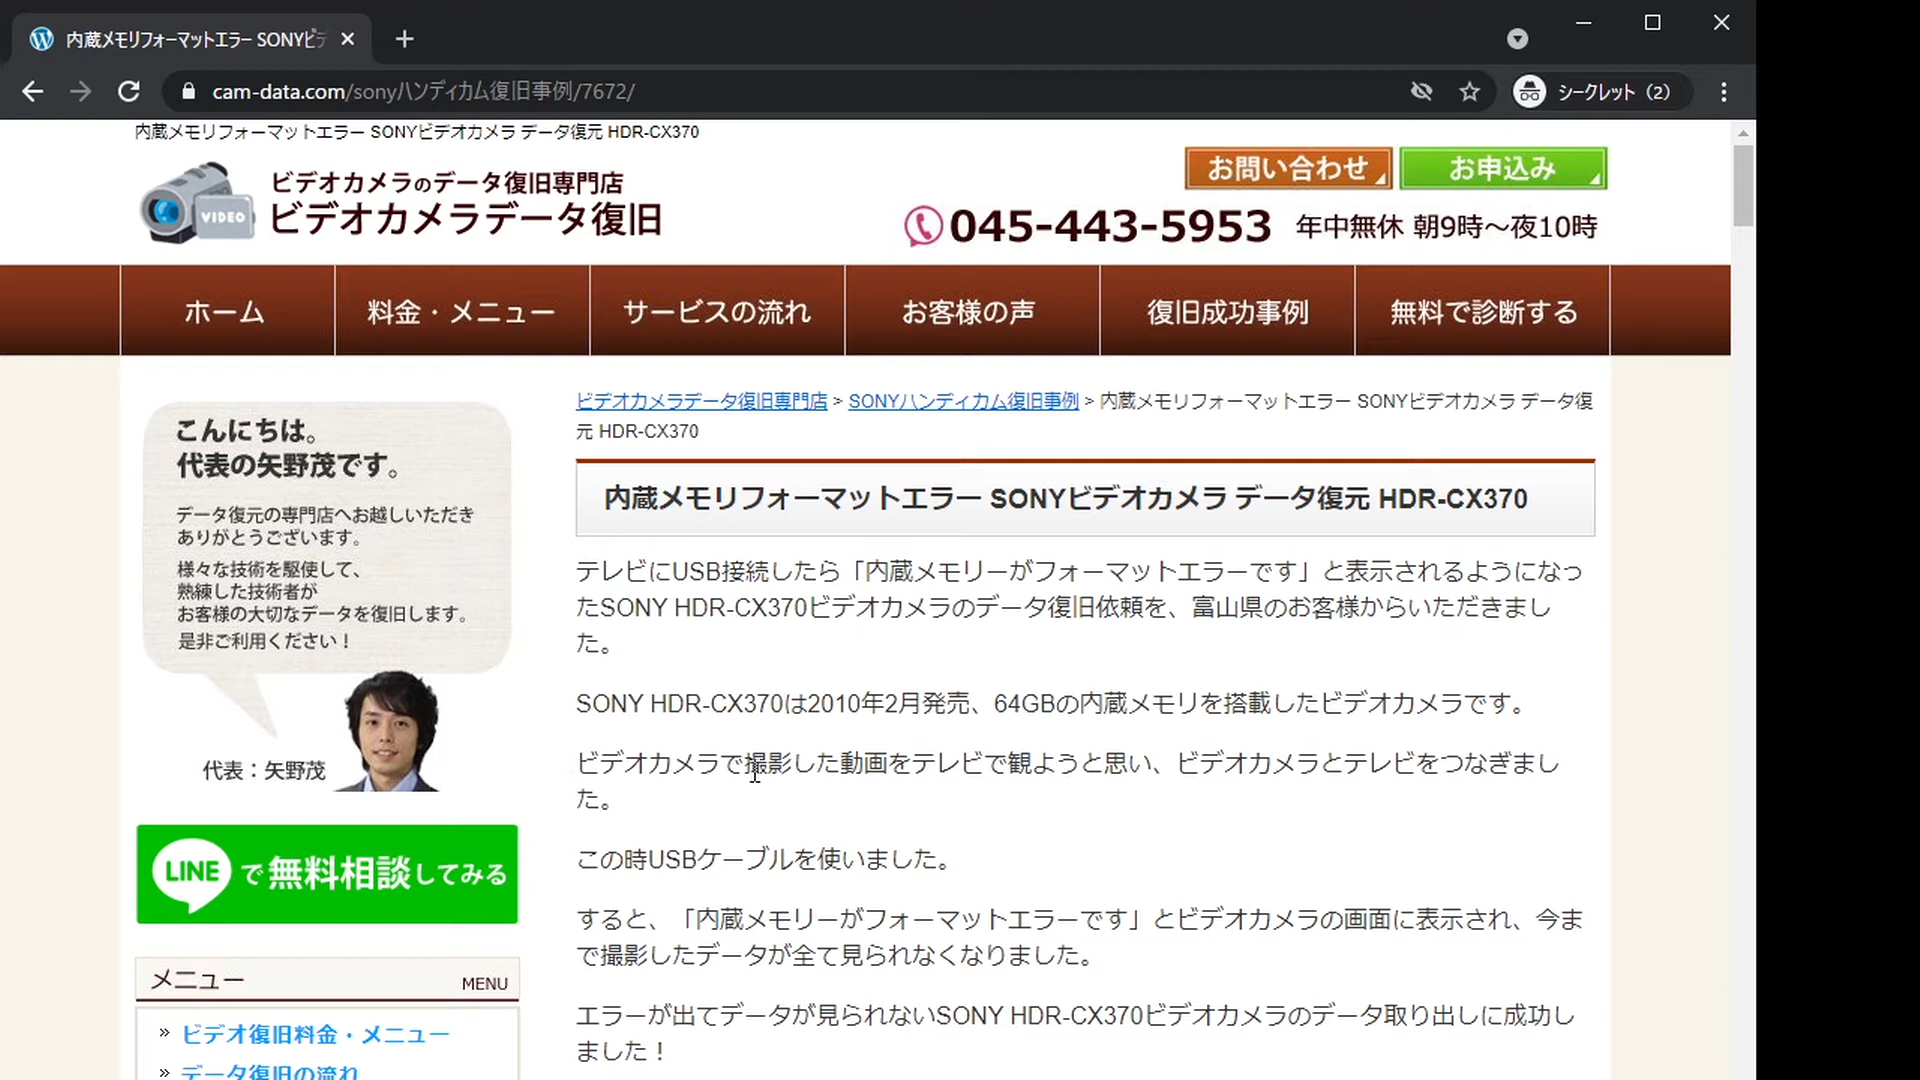 内蔵メモリフォーマットエラー SONYビデ
cam-data.com/sonyハンディカム復旧事例/7672/
シークレット (2)
内蔵メモリフォーマットエラー SONYビデオカメラ データ復元 HDR-CX370
VIDEO
ビデオカメラのデータ復旧専門店
ビデオカメラデータ復旧
お問い合わせ
お申込み
045-443-5953 年中無休 朝9時～夜10時
ホーム
料金・メニュー
サービスの流れ
お客様の声
復旧成功事例
無料で診断する
こんにちは。
代表の矢野茂です。
データ復元の専門店へお越しいただき
ありがとうございます。
様々な技術を駆使して、
熟練した技術者が
お客様の大切なデータを復旧します。
是非ご利用ください！
代表：矢野茂
LINE で無料相談してみる
メニュー MENU
» ビデオ復旧料金・メニュー
» データ復旧の流れ
ビデオカメラデータ復旧専門店 > SONYハンディカム復旧事例 > 内蔵メモリフォーマットエラー SONYビデオカメラ データ復
元 HDR-CX370
内蔵メモリフォーマットエラー SONYビデオカメラ データ復元 HDR-CX370
テレビにUSB接続したら「内蔵メモリーがフォーマットエラーです」と表示されるようになっ
たSONY HDR-CX370ビデオカメラのデータ復旧依頼を、富山県のお客様からいただきまし
た。
SONY HDR-CX370は2010年2月発売、64GBの内蔵メモリを搭載したビデオカメラです。
ビデオカメラで撮影した動画をテレビで観ようと思い、ビデオカメラとテレビをつなぎまし
た。
この時USBケーブルを使いました。
すると、「内蔵メモリーがフォーマットエラーです」とビデオカメラの画面に表示され、今ま
で撮影したデータが全て見られなくなりました。
エラーが出てデータが見られないSONY HDR-CX370ビデオカメラのデータ取り出しに成功し
ました！